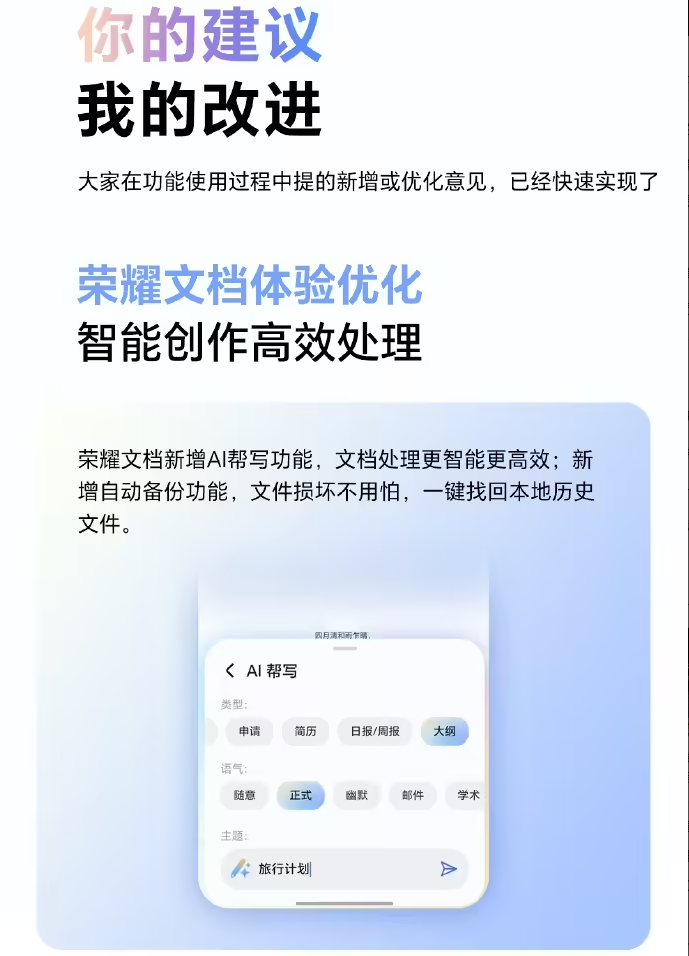 你的建议
我的改进
大家在功能使用过程中提的新增或优化意见，已经快速实现了
荣耀文档体验优化
智能创作高效处理
荣耀文档新增AI帮写功能，文档处理更智能更高效；新
增自动备份功能，文件损坏不用怕，一键找回本地历史
文件。
四月清和雨乍晴，
AI 帮写
类型：
申请 简历 日报/周报 大纲
语气：
随意 正式 幽默 邮件 学术
主题：
旅行计划